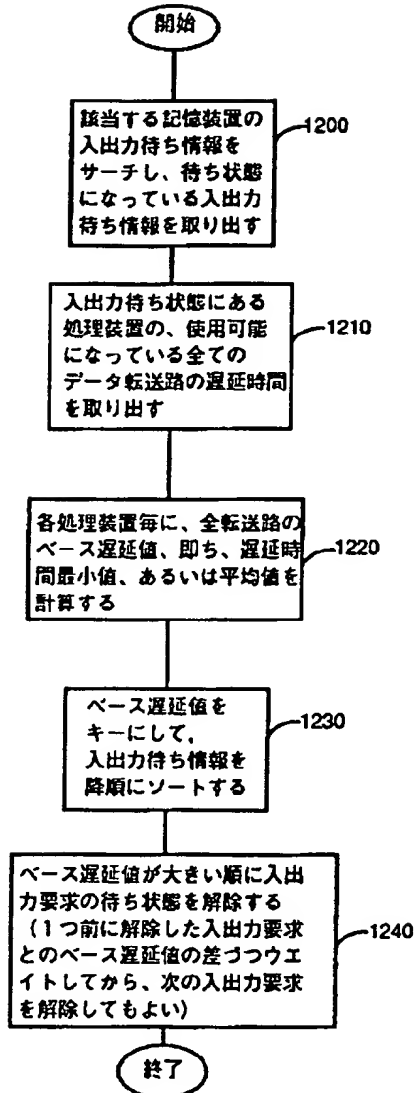 開始
該当する記憶装置の
入出力待ち情報を
サーチし、待ち状態
になっている入出力
待ち情報を取り出す
1200
入出力待ち状態にある
処理装置の、使用可能
になっている全ての
データ転送路の遅延時間
を取り出す
1210
各処理装置毎に、全転送路の
ベース遅延値、即ち、遅延時
間最小値、あるいは平均値を
計算する
1220
ベース遅延値を
キーにして,
入出力待ち情報を
降順にソートする
1230
ベース遅延値が大きい順に入出
力要求の待ち状態を解除する
(1つ前に解除した入出力要求
とのベース遅延値の差づつウエ
イトしてから、次の入出力要求
を解除してもよい)
1240
終了